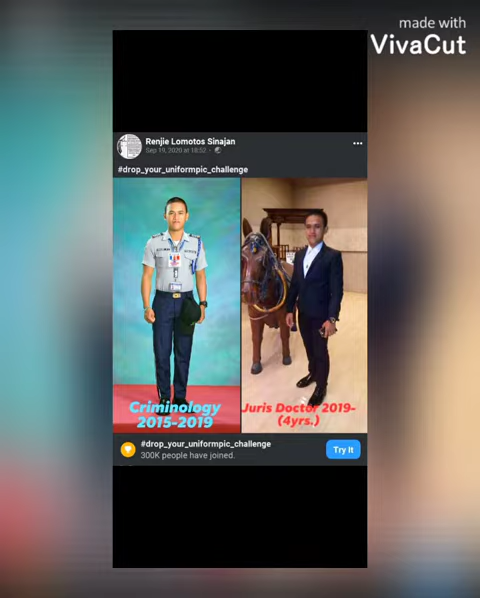 made with
VivaCut
Renjie Lomotos Sinajan
Sep 19, 2020 at 18:52
#drop_your_uniformpic_challenge
Criminology
2015-2019
Juris Doctor 2019-
(4yrs.)
#drop_your_uniformpic_challenge
300K people have joined.
Try It